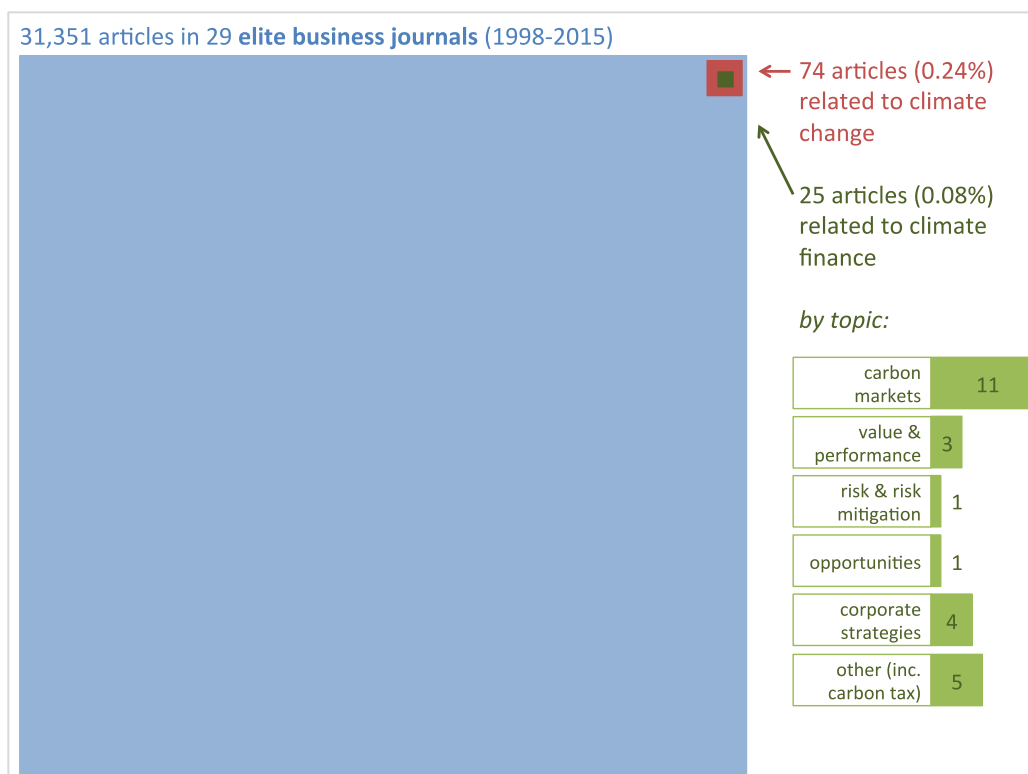 31,351 articles in 29 elite business journals (1998-2015)
74 articles (0.24%)
related to climate
change
25 articles (0.08%)
related to climate
finance
by topic:
carbon
markets
11
value &
performance
3
risk & risk
mitigation
1
opportunities
1
corporate
strategies
4
other (inc.
carbon tax)
5